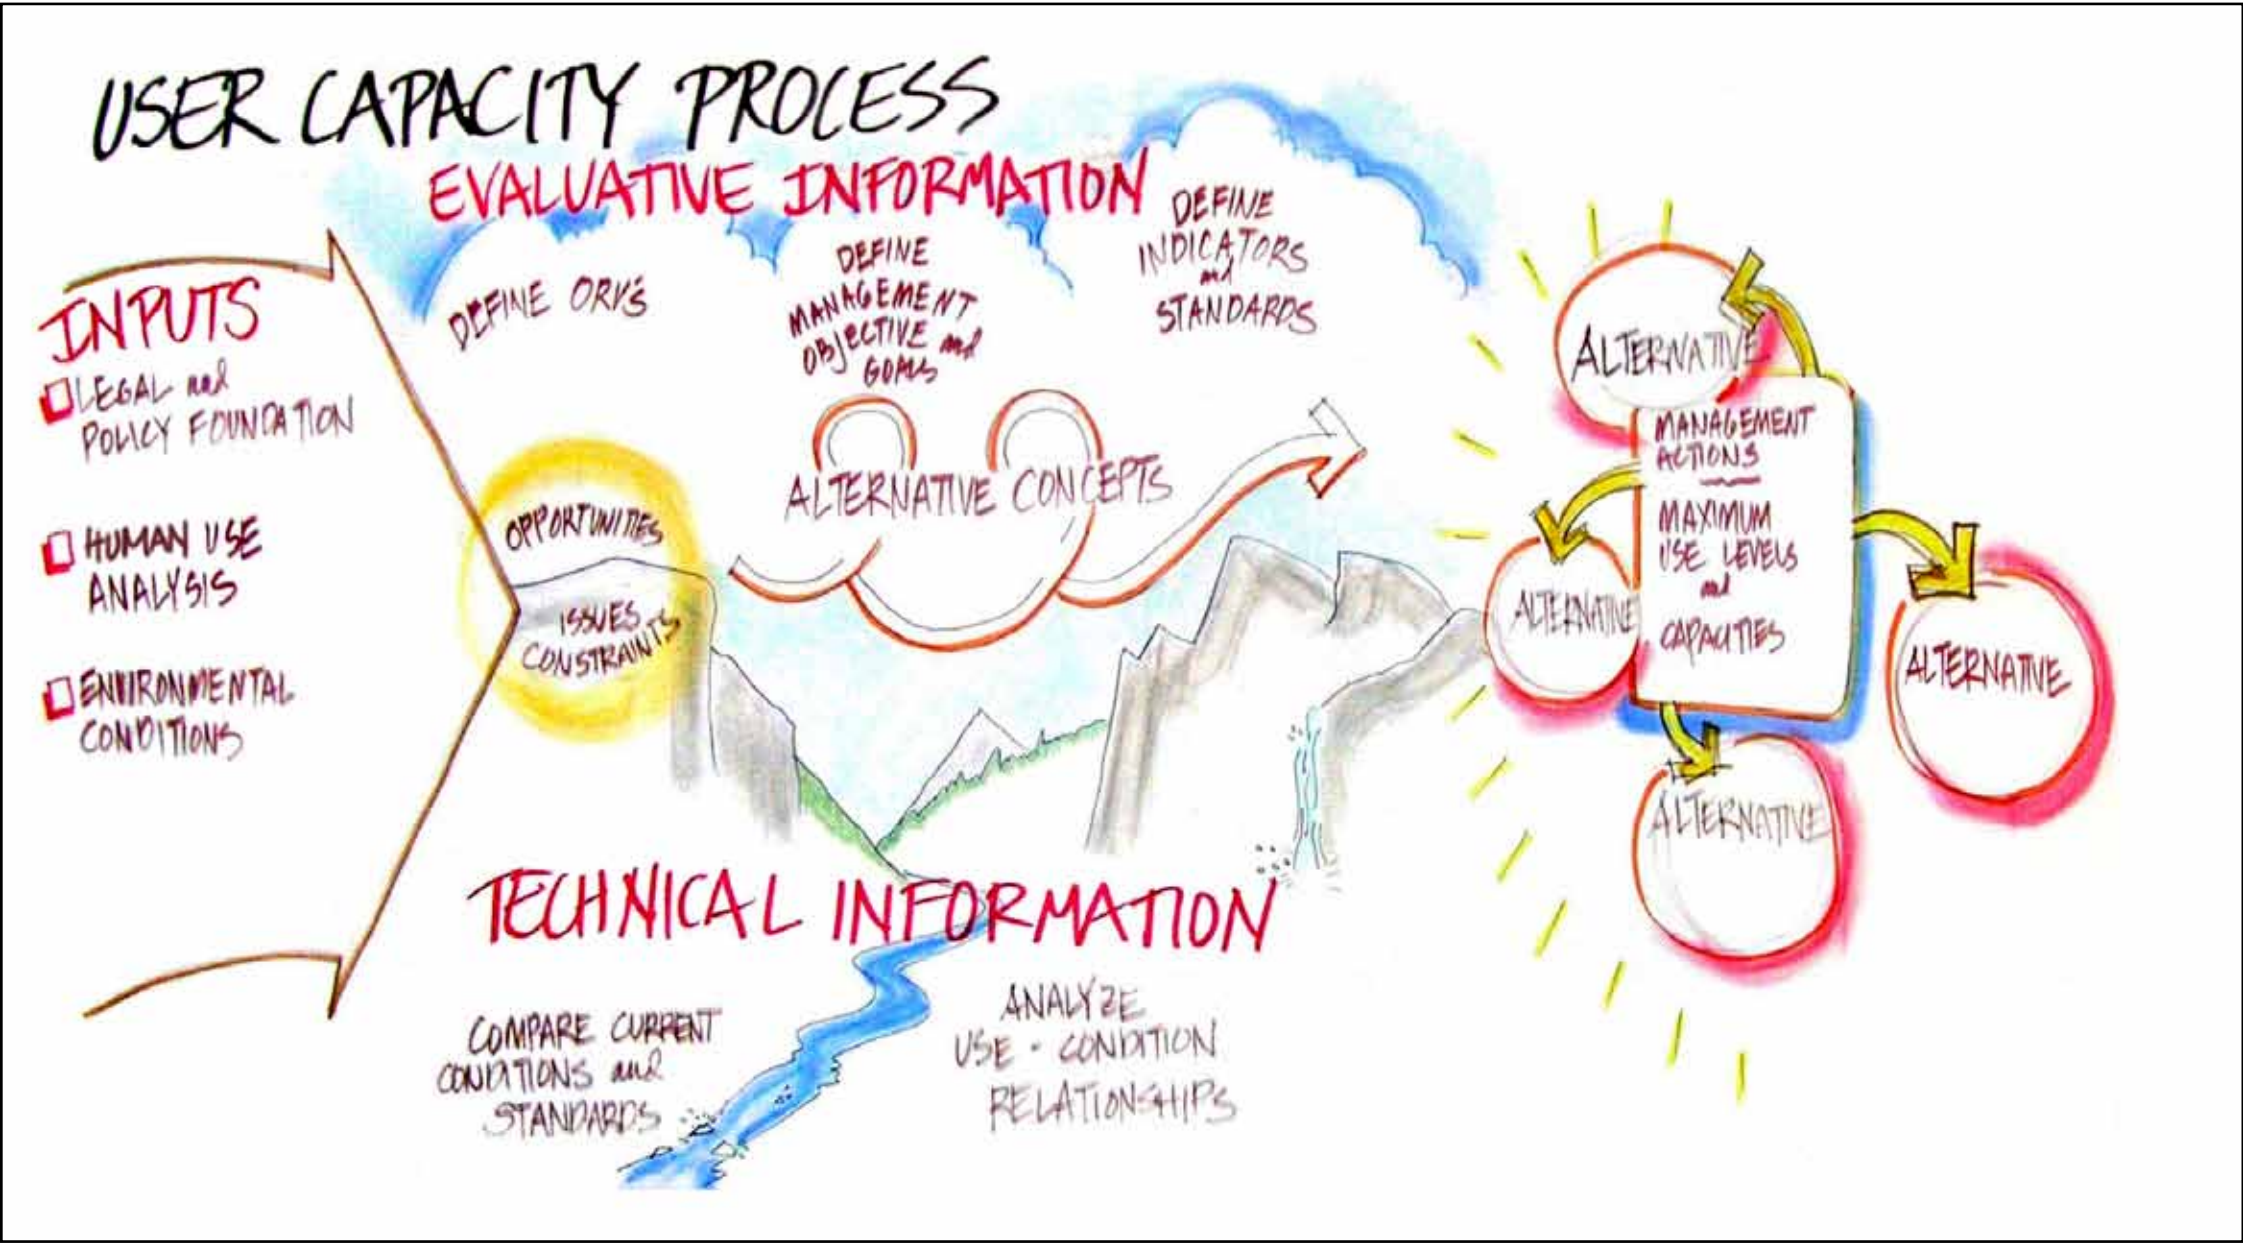 USER CAPACITY PROCESS
EVALUATIVE INFORMATION
INPUTS
LEGAL and
POLICY FOUNDATION
HUMAN USE
ANALYSIS
ENVIRONMENTAL
CONDITIONS
DEFINE ORV'S
DEFINE
MANAGEMENT
OBJECTIVE and
GOALS
DEFINE
INDICATORS
and
STANDARDS
OPPORTUNITIES
ISSUES
CONSTRAINTS
ALTERNATIVE CONCEPTS
TECHNICAL INFORMATION
COMPARE CURRENT
CONDITIONS and
STANDARDS
ANALYZE
USE - CONDITION
RELATIONSHIPS
ALTERNATIVE
MANAGEMENT
ACTIONS
MAXIMUM
USE LEVELS
and
CAPACITIES
ALTERNATIVE
ALTERNATIVE
ALTERNATIVE